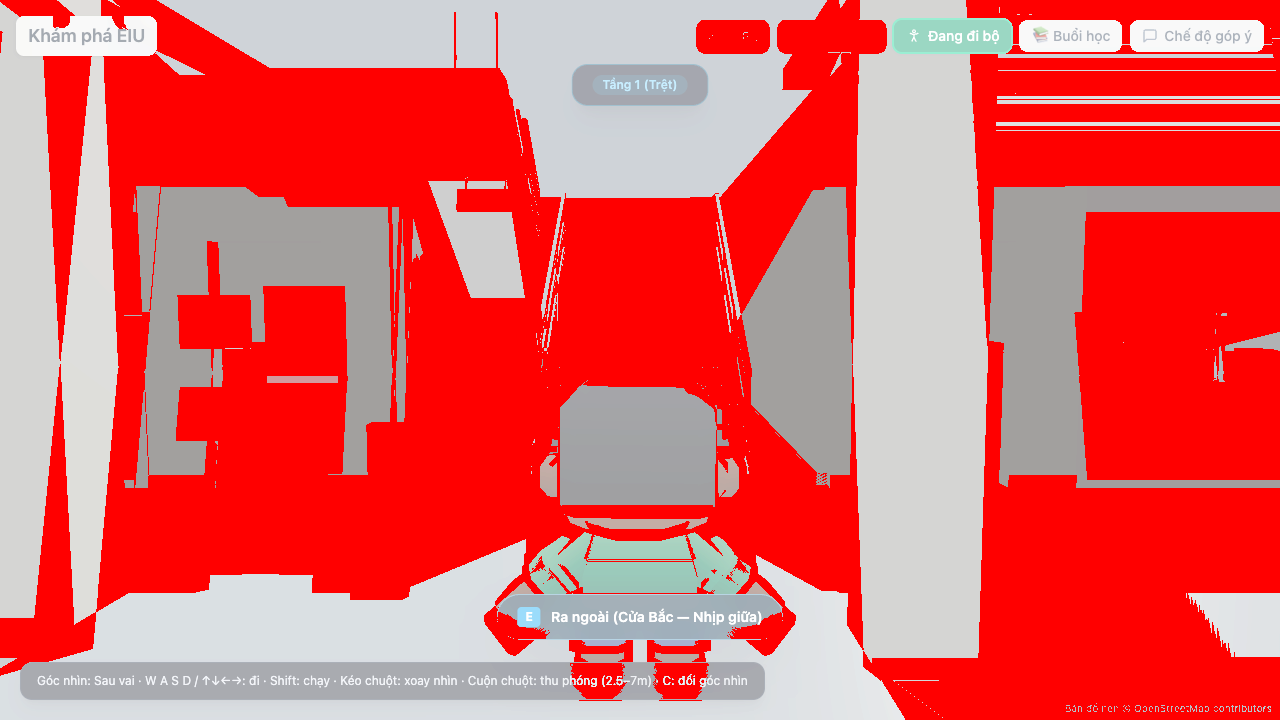 Khám phá EIU
Đang đi bộ
📚 Buổi học
Chế độ góp ý
Tầng 1 (Trệt)
E Ra ngoài (Cửa Bắc — Nhịp giữa)
Góc nhìn: Sau vai · W A S D / ↑↓←→: đi · Shift: chạy · Kéo chuột: xoay nhìn · Cuộn chuột: thu phóng (2.5–7m) · C: đổi góc nhìn
Bản đồ nền © OpenStreetMap contributors